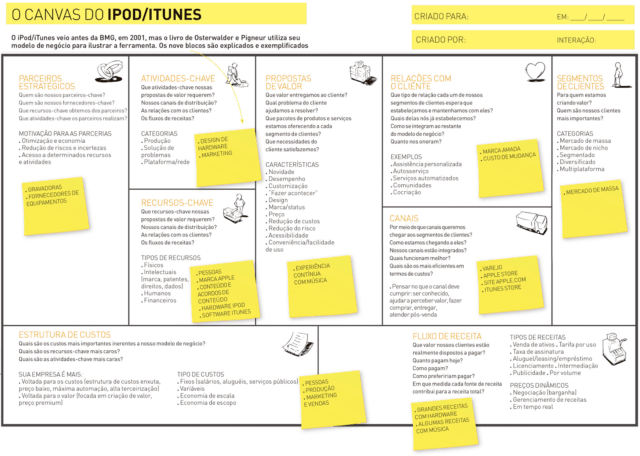 O CANVAS DO IPOD/ITUNES
O iPod/iTunes veio antes da BMG, em 2001, mas o livro de Osterwalder e Pigneur utiliza seu
modelo de negócio para ilustrar a ferramenta. Os nove blocos são explicados e exemplificados
CRIADO PARA:
EM: ____/____/____
CRIADO POR:
INTERAÇÃO:
PARCEIROS
ESTRATÉGICOS
Quem são nossos parceiros-chave?
Quem são nossos fornecedores-chave?
Que recursos-chave obtemos dos parceiros?
Que atividades-chave os parceiros realizam?
MOTIVAÇÃO PARA AS PARCERIAS
. Otimização e economia
. Redução de riscos e incertezas
. Acesso a determinados recursos
e atividades
. GRAVADORAS
. FORNECEDORES DE
EQUIPAMENTOS
ATIVIDADES-CHAVE
Que atividades-chave nossas
propostas de valor requerem?
Nossos canais de distribuição?
As relações com os clientes?
Os fluxos de receita?
CATEGORIAS
. Produção
. Solução de
problemas
. Plataforma/rede
. DESIGN DE
HARDWARE
. MARKETING
RECURSOS-CHAVE
Que recursos-chave nossas
propostas de valor requerem?
Nossos canais de distribuição?
As relações com os clientes?
Os fluxos de receita?
TIPOS DE RECURSOS
. Físicos
. Intelectuais
(marca, patentes,
direitos, dados)
. Humanos
. Financeiros
. PESSOAS
. MARCA APPLE
. CONTEÚDO E
ACORDOS DE
CONTEÚDO
. HARDWARE IPOD
. SOFTWARE ITUNES
PROPOSTAS
DE VALOR
Que valor entregamos ao cliente?
Qual problema do cliente
ajudamos a resolver?
Que pacotes de produtos e serviços
estamos oferecendo a cada
segmento de clientes?
Que necessidades do
cliente satisfazemos?
CARACTERÍSTICAS
. Novidade
. Desempenho
. Customização
. "Fazer acontecer"
. Design
. Marca/status
. Preço
. Redução de custos
. Redução do risco
. Acessibilidade
. Conveniência/facilidade
de uso
. EXPERIÊNCIA
CONTÍNUA
COM MÚSICA
RELAÇÕES COM
O CLIENTE
Que tipo de relação cada um de nossos
segmentos de clientes espera que
estabeleçamos e mantenhamos com eles?
Quais delas nós já estabelecemos?
Como se integram ao restante
do modelo de negócio?
Quanto nos oneram?
EXEMPLOS
. Assistência personalizada
. Autosserviço
. Serviços automatizados
. Comunidades
. Cocriação
. MARCA AMADA
. CUSTO DE MUDANÇA
CANAIS
Por meio de que canais queremos
chegar aos segmentos de clientes?
Como estamos chegando a eles?
Nossos canais estão integrados?
Quais funcionam melhor?
Quais são os mais eficientes em
termos de custos?
. Pensar no que o canal deve
cumprir: ser conhecido,
ajudar a perceber valor, fazer
comprar, entregar,
atender pós-venda
. VAREJO
. APPLE STORE
. SITE APPLE.COM
. ITUNES STORE
SEGMENTOS
DE CLIENTES
Para quem estamos
criando valor?
Quem são nossos clientes
mais importantes?
CATEGORIAS
. Mercado de massa
. Mercado de nicho
. Segmentado
. Diversificado
. Multiplataforma
. MERCADO DE MASSA
ESTRUTURA DE CUSTOS
Quais são os custos mais importantes inerentes a nosso modelo de negócio?
Quais são os recursos-chave mais caros?
Quais são as atividades-chave mais caras?
SUA EMPRESA É MAIS:
. Voltada para os custos (estrutura de custos enxuta,
preço baixo, máxima automação, alta terceirização)
. Voltada para o valor (focada em criação de valor,
preço premium)
TIPO DE CUSTOS
. Fixos (salários, aluguéis, serviços públicos)
. Variáveis
. Economia de escala
. Economia de escopo
. PESSOAS
. PRODUÇÃO
. MARKETING
E VENDAS
FLUXO DE RECEITA
Que valor nossos clientes estão
realmente dispostos a pagar?
Quanto pagam hoje?
Como pagam?
Como prefeririam pagar?
Em que medida cada fonte de receita
contribui para a receita total?
. GRANDES RECEITAS
COM HARDWARE
. ALGUMAS RECEITAS
COM MÚSICA
TIPOS DE RECEITAS
. Venda de ativos . Tarifa por uso
. Taxa de assinatura
. Aluguel/leasing/empréstimo
. Licenciamento . Intermediação
. Publicidade . Por volume
PREÇOS DINÂMICOS
. Negociação (barganha)
. Gerenciamento de receitas
. Em tempo real